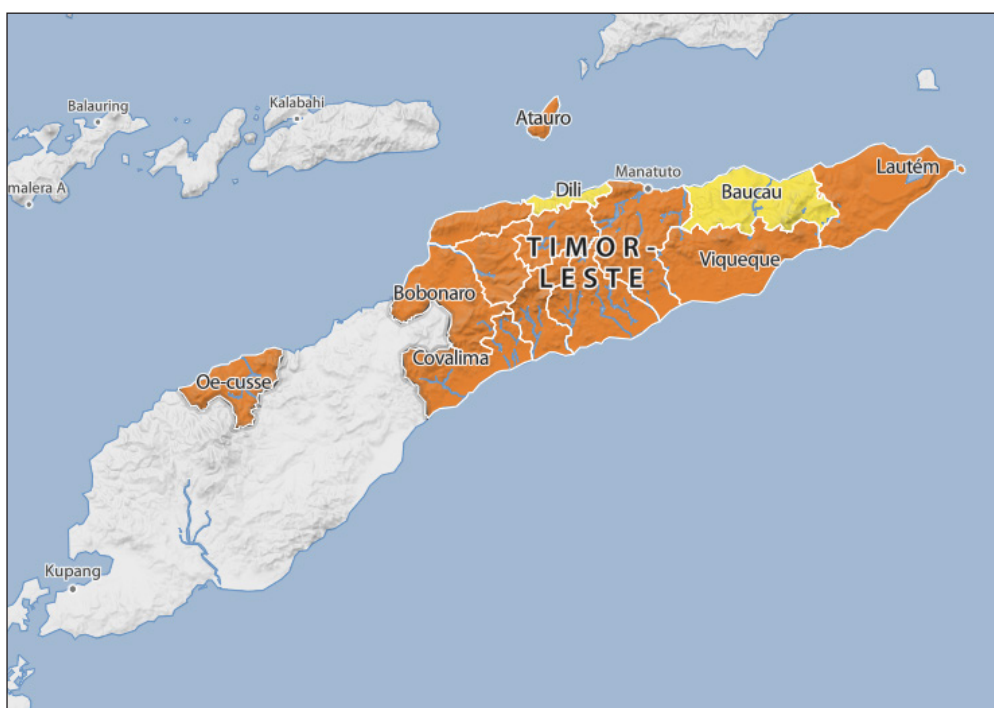 Balauring
Kalabahi
malera A
Atauro
Manatuto
Lautém
Dili
Baucau
TIMOR-
LESTE
Viqueque
Bobonaro
Covalima
Oe-cusse
Kupang